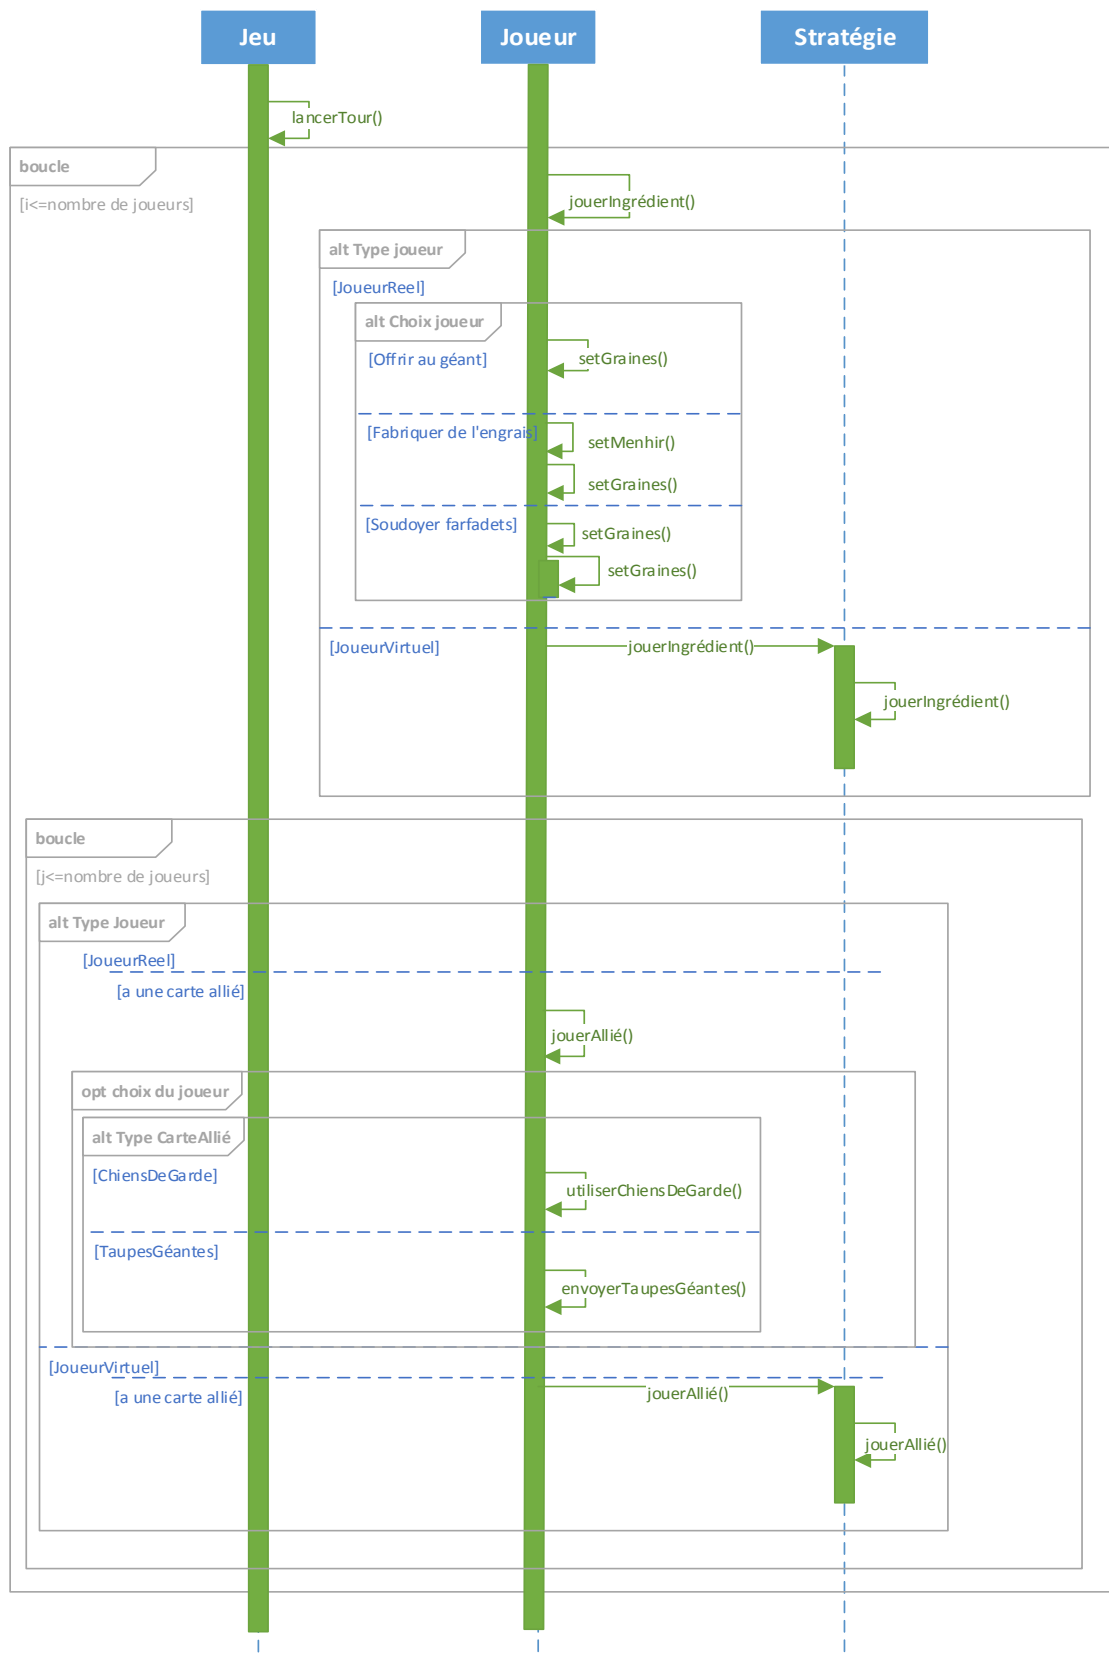 Jeu
Joueur
Stratégie
lancerTour()
boucle
[i<=nombre de joueurs]
jouerIngrédient()
alt Type joueur
[JoueurReel]
alt Choix joueur
[Offrir au géant]
setGraines()
[Fabriquer de l'engrais]
setMenhir()
setGraines()
[Soudoyer farfadets]
setGraines()
setGraines()
[JoueurVirtuel]
jouerIngrédient()
jouerIngrédient()
boucle
[j<=nombre de joueurs]
alt Type Joueur
[JoueurReel]
[a une carte allié]
jouerAllié()
opt choix du joueur
alt Type CarteAllié
[ChiensDeGarde]
utiliserChiensDeGarde()
[TaupesGéantes]
envoyerTaupesGéantes()
[JoueurVirtuel]
[a une carte allié]
jouerAllié()
jouerAllié()